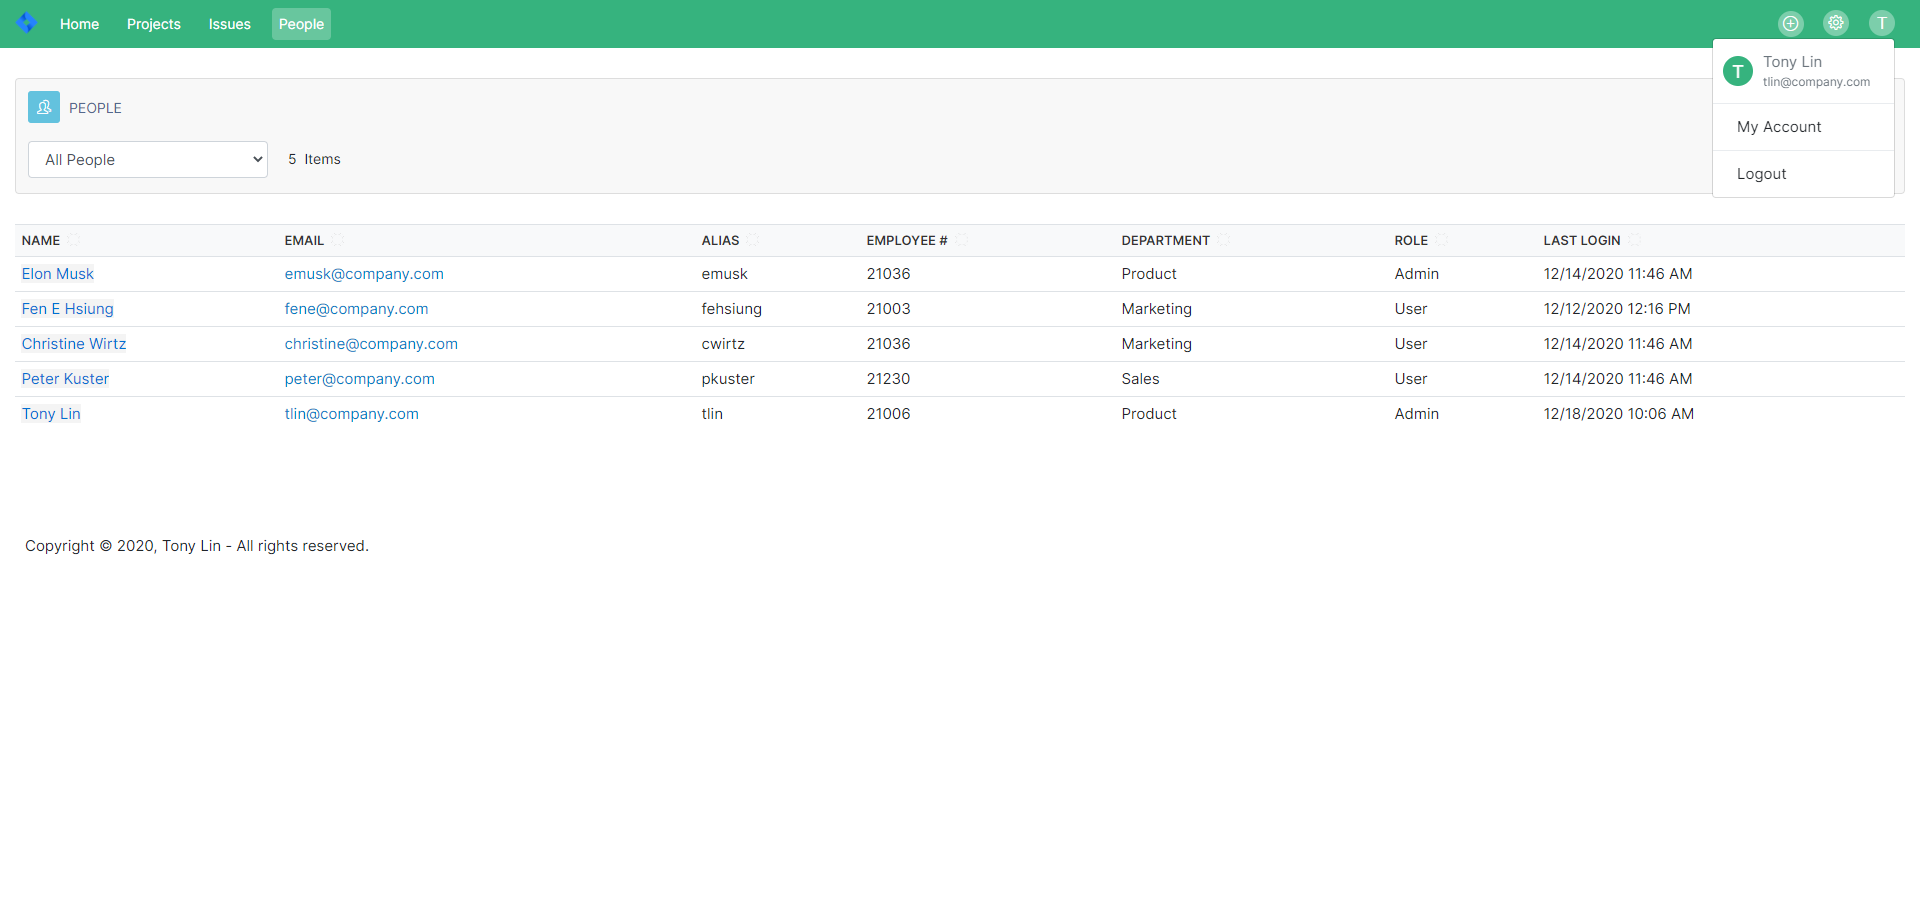 Home Projects Issues People T
T Tony Lin
tlin@company.com
My Account
Logout
PEOPLE
All People 5 Items
NAME EMAIL ALIAS EMPLOYEE # DEPARTMENT ROLE LAST LOGIN
Elon Musk emusk@company.com emusk 21036 Product Admin 12/14/2020 11:46 AM
Fen E Hsiung fene@company.com fehsiung 21003 Marketing User 12/12/2020 12:16 PM
Christine Wirtz christine@company.com cwirtz 21036 Marketing User 12/14/2020 11:46 AM
Peter Kuster peter@company.com pkuster 21230 Sales User 12/14/2020 11:46 AM
Tony Lin tlin@company.com tlin 21006 Product Admin 12/18/2020 10:06 AM
Copyright © 2020, Tony Lin - All rights reserved.